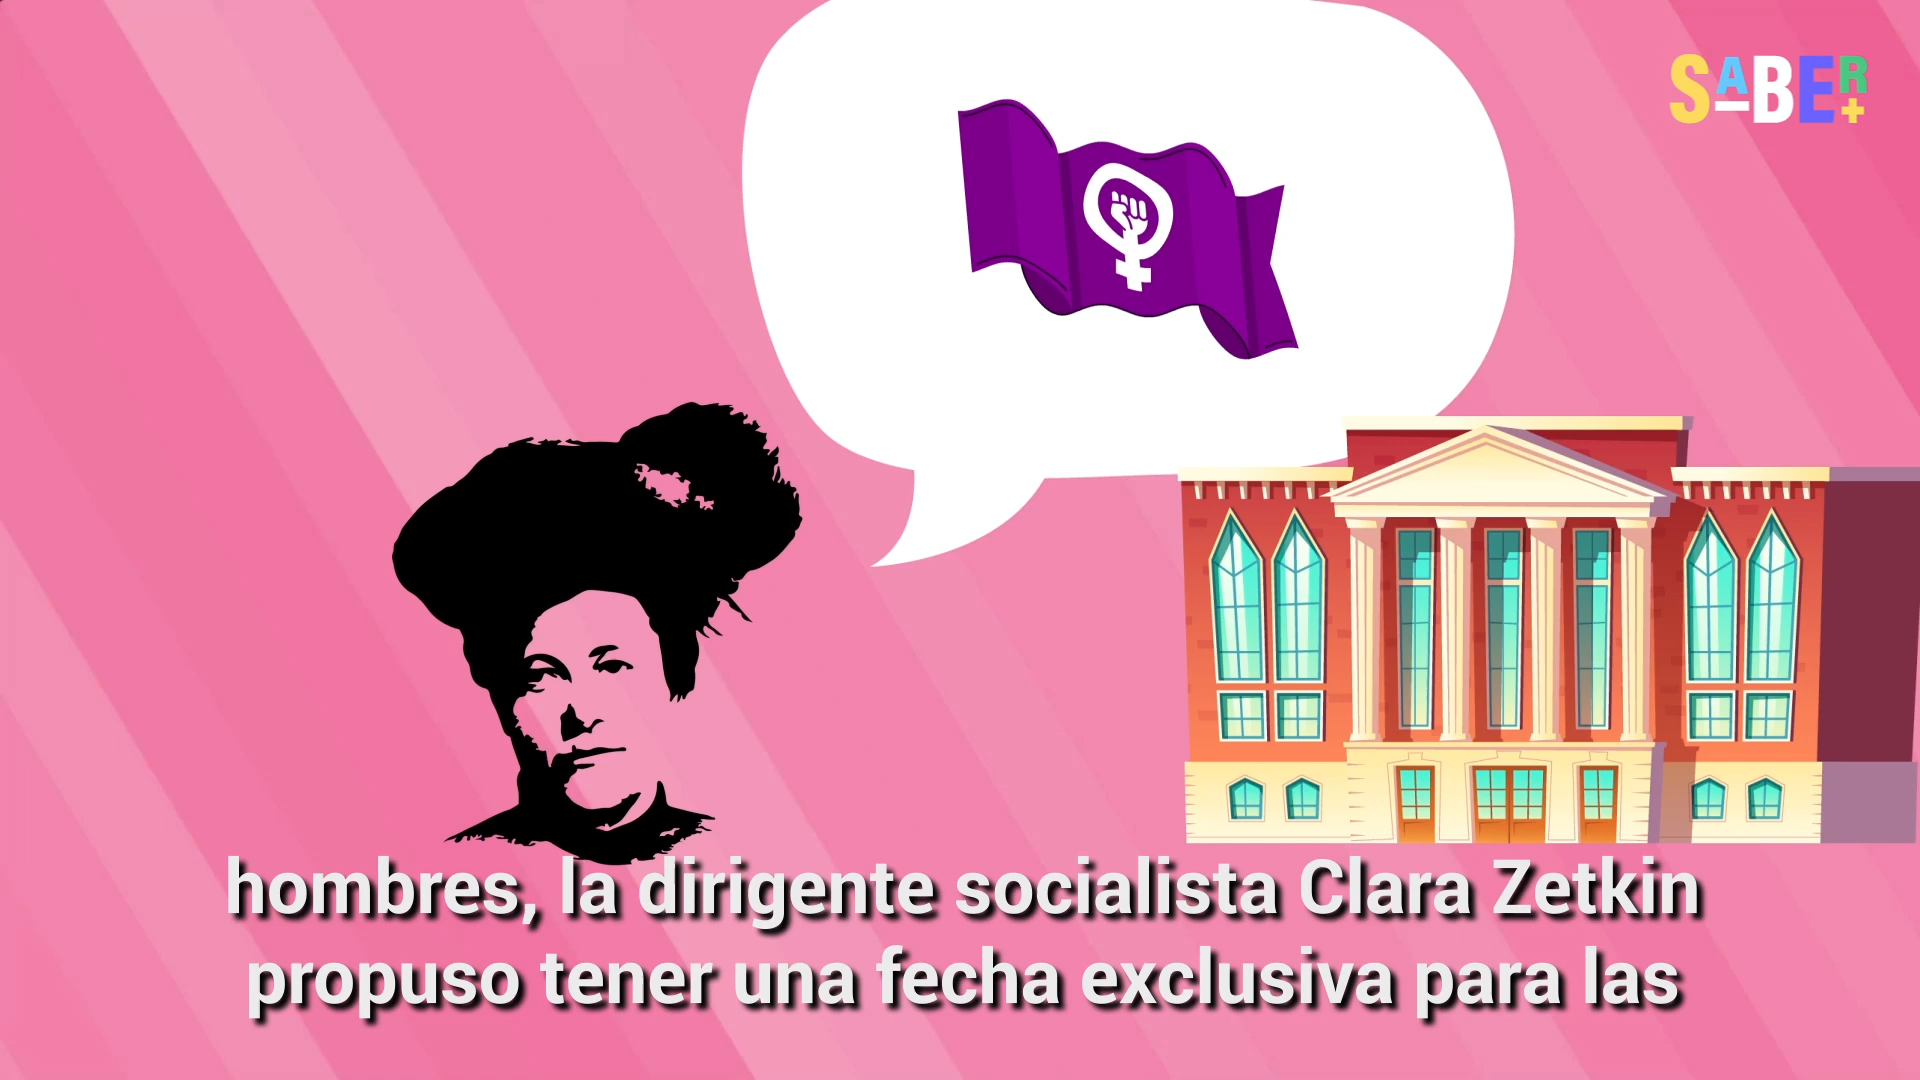 SABER+
hombres, la dirigente socialista Clara Zetkin
propuso tener una fecha exclusiva para las